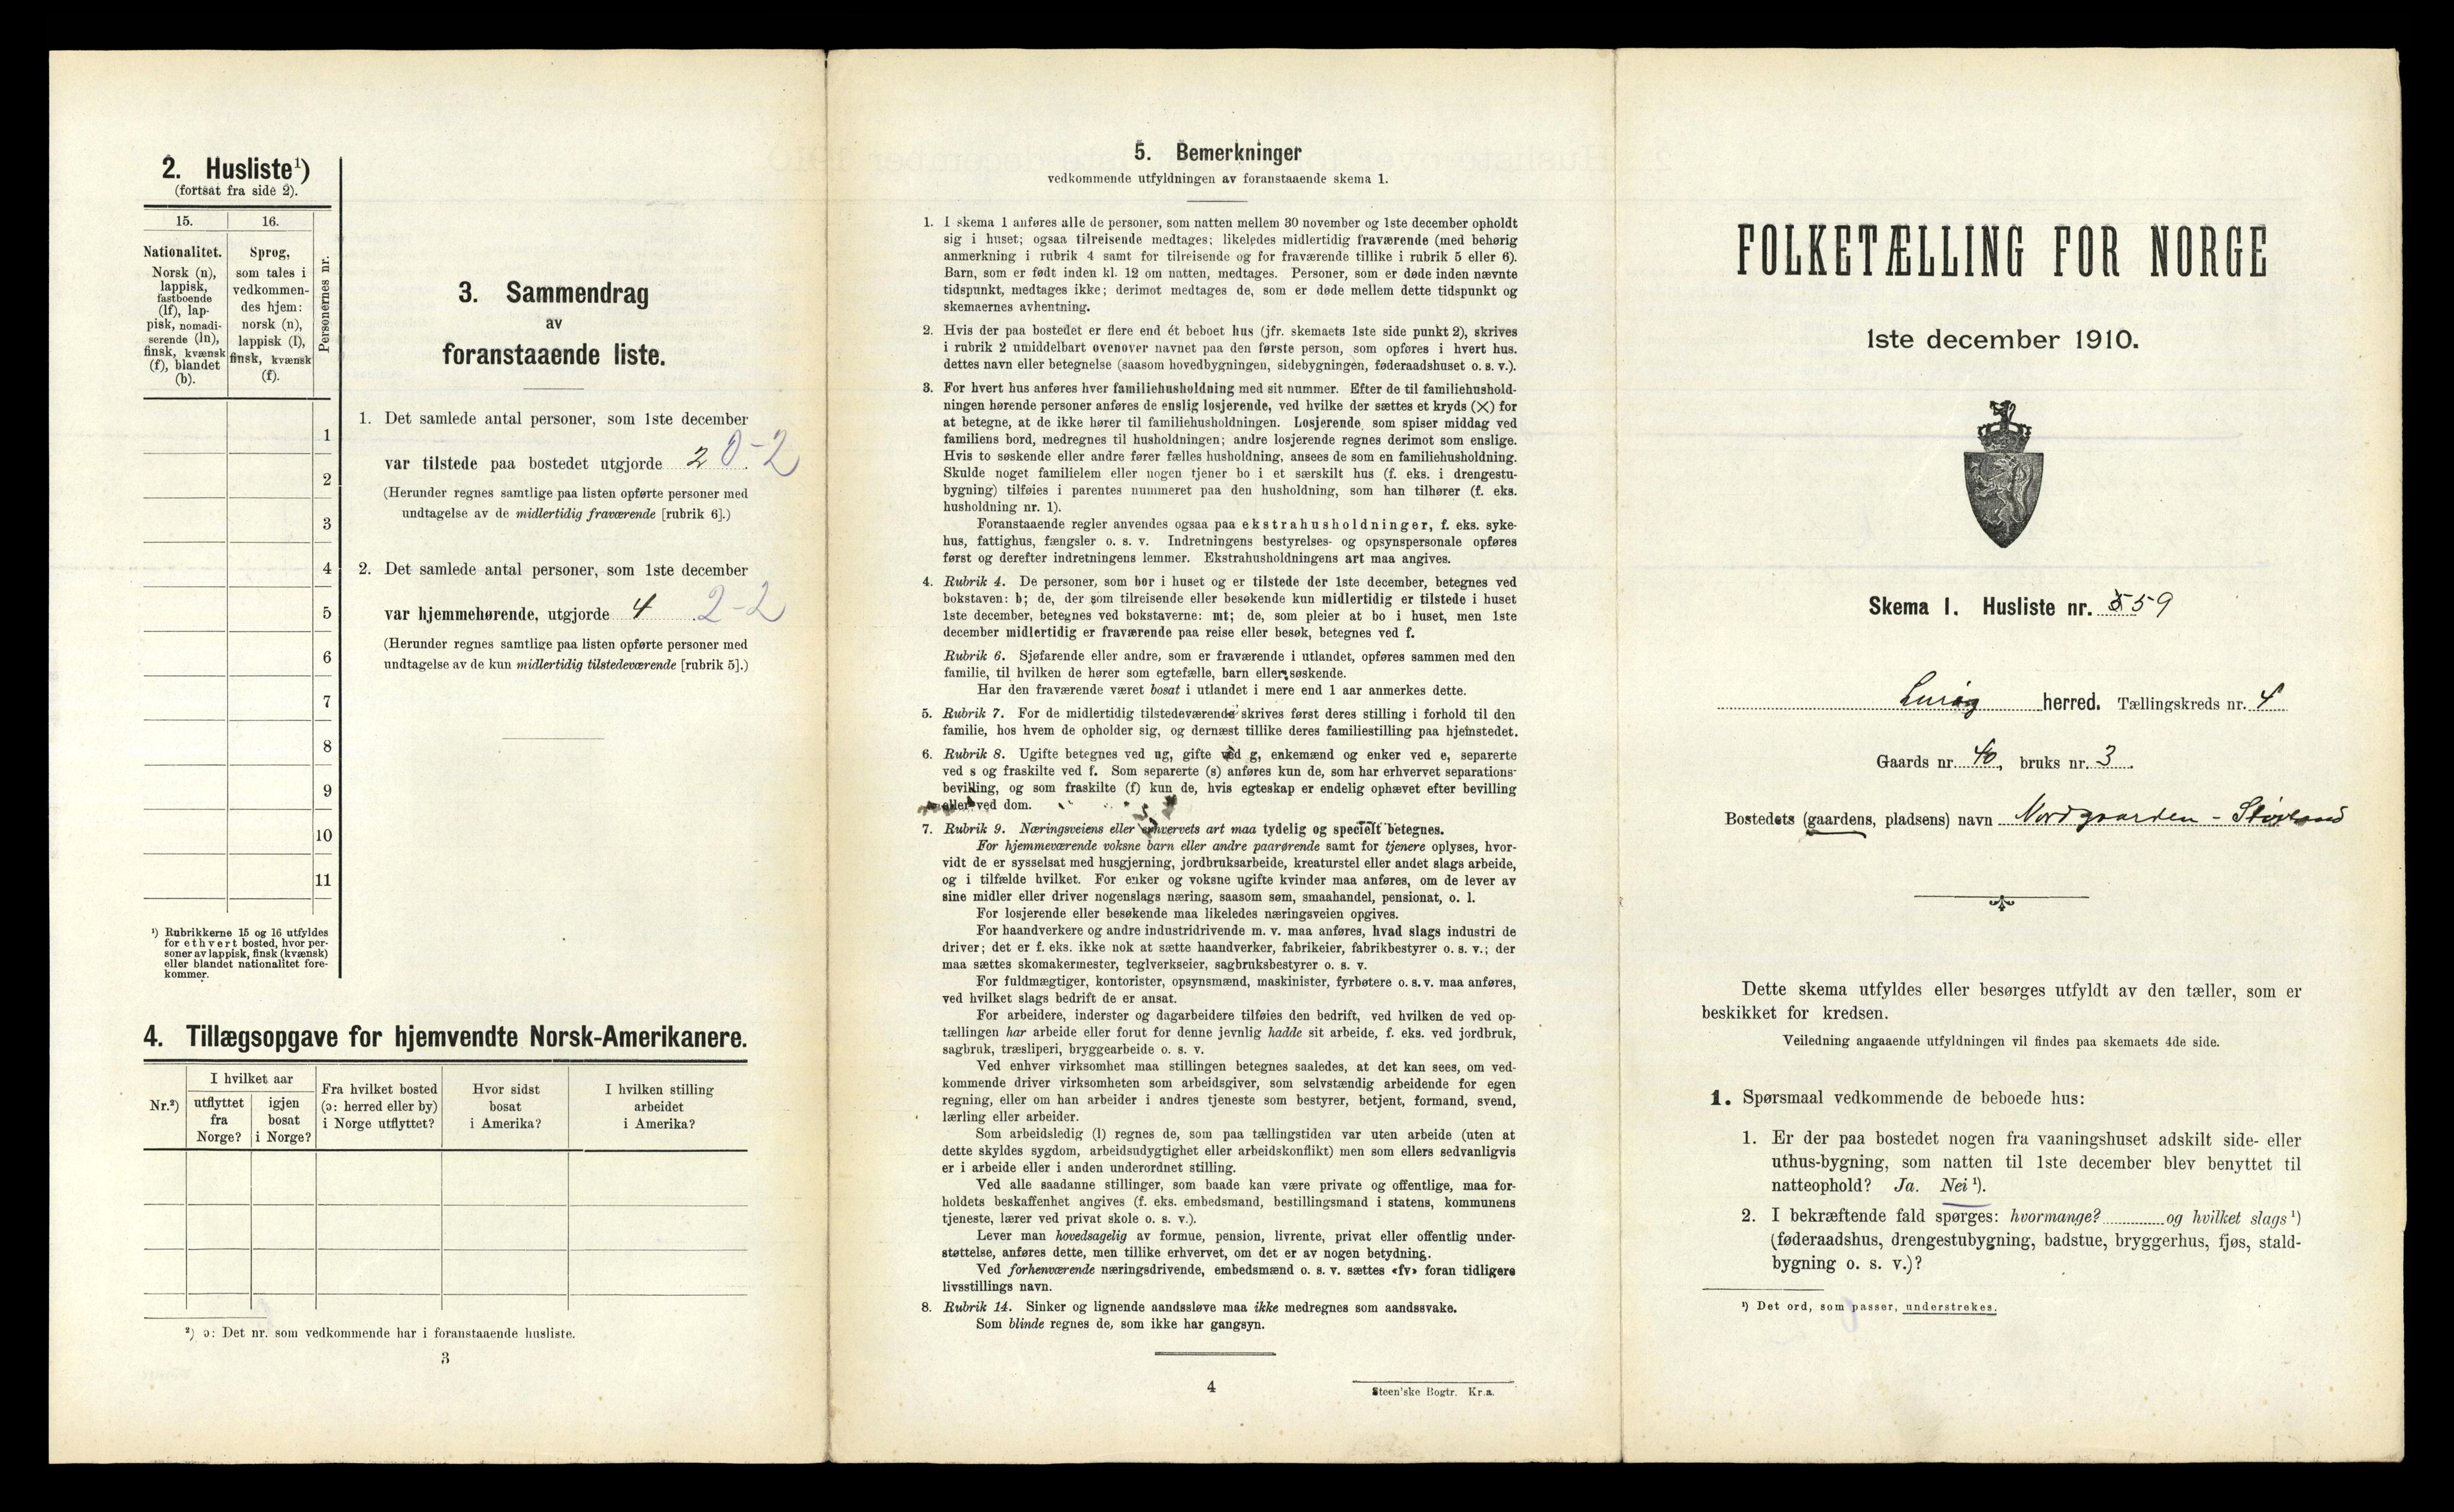 2. Husliste¹)
(fortsat fra side 2).
15.
16.
Personernes nr.
Nationalitet.
Norsk (n),
lappisk,
fastboende
(lf), lap-
pisk, nomadi-
serende (ln),
finsk, kvænsk
(f), blandet
(b).
Sprog,
som tales i
vedkommen-
des hjem:
norsk (n),
lappisk (l),
finsk, kvænsk
(f).
1
2
3
4
5
6
7
8
9
10
11
¹) Rubrikkerne 15 og 16 utfyldes
for ethvert bosted, hvor per-
soner av lappisk, finsk (kvænsk)
eller blandet nationalitet fore-
kommer.
3. Sammendrag
av
foranstaaende liste.
1. Det samlede antal personer, som 1ste december
var tilstede paa bostedet utgjorde 2 0-2
(Herunder regnes samtlige paa listen opførte personer med
undtagelse av de midlertidig fraværende [rubrik 6].)
2. Det samlede antal personer, som 1ste december
var hjemmehørende, utgjorde 4 2-2
(Herunder regnes samtlige paa listen opførte personer med
undtagelse av de kun midlertidig tilstedeværende [rubrik 5].)
4. Tillægsopgave for hjemvendte Norsk-Amerikanere.
Nr.²)
I hvilket aar
utflyttet
fra
Norge?
igjen
bosat
i Norge?
Fra hvilket bosted
(ɔ: herred eller by)
i Norge utflyttet?
Hvor sidst
bosat
i Amerika?
I hvilken stilling
arbeidet
i Amerika?
²) ɔ: Det nr. som vedkommende har i foranstaaende husliste.
3
5. Bemerkninger
vedkommende utfyldningen av foranstaaende skema 1.
1. I skema 1 anføres alle de personer, som natten mellem 30 november og 1ste december opholdt
sig i huset; ogsaa tilreisende medtages; likeledes midlertidig fraværende (med behørig
anmerkning i rubrik 4 samt for tilreisende og for fraværende tillike i rubrik 5 eller 6).
Barn, som er født inden kl. 12 om natten, medtages. Personer, som er døde inden nævnte
tidspunkt, medtages ikke; derimot medtages de, som er døde mellem dette tidspunkt og
skemaernes avhentning.
2. Hvis der paa bostedet er flere end ét beboet hus (jfr. skemaets 1ste side punkt 2), skrives
i rubrik 2 umiddelbart ovenover navnet paa den første person, som opføres i hvert hus.
dettes navn eller betegnelse (saasom hovedbygningen, sidebygningen, føderaadshuset o. s. v.).
3. For hvert hus anføres hver familiehusholdning med sit nummer. Efter de til familiehushold-
ningen hørende personer anføres de enslig losjerende, ved hvilke der sættes et kryds (×) for
at betegne, at de ikke hører til familiehusholdningen. Losjerende som spiser middag ved
familiens bord, medregnes til husholdningen; andre losjerende regnes derimot som enslige.
Hvis to søskende eller andre fører fælles husholdning, ansees de som en familiehusholdning.
Skulde noget familielem eller nogen tjener bo i et særskilt hus (f. eks. i drengestu-
bygning) tilføies i parentes nummeret paa den husholdning, som han tilhører (f. eks.
husholdning nr. 1).
Foranstaaende regler anvendes ogsaa paa ekstrahusholdninger, f. eks. syke-
hus, fattighus, fængsler o. s. v. Indretningens bestyrelses- og opsynspersonale opføres
først og derefter indretningens lemmer. Ekstrahusholdningens art maa angives.
4. Rubrik 4. De personer, som bor i huset og er tilstede der 1ste december, betegnes ved
bokstaven: b; de, der som tilreisende eller besøkende kun midlertidig er tilstede i huset
1ste december, betegnes ved bokstaverne: mt; de, som pleier at bo i huset, men 1ste
december midlertidig er fraværende paa reise eller besøk, betegnes ved f.
Rubrik 6. Sjøfarende eller andre, som er fraværende i utlandet, opføres sammen med den
familie, til hvilken de hører som egtefælle, barn eller søskende.
Har den fraværende været bosat i utlandet i mere end 1 aar anmerkes dette.
5. Rubrik 7. For de midlertidig tilstedeværende skrives først deres stilling i forhold til den
familie, hos hvem de opholder sig, og dernæst tillike deres familiestilling paa hjemstedet.
6. Rubrik 8. Ugifte betegnes ved ug, gifte ved g, enkemænd og enker ved e, separerte
ved s og fraskilte ved f. Som separerte (s) anføres kun de, som har erhvervet separations-
bevilling, og som fraskilte (f) kun de, hvis egteskap er endelig ophævet efter bevilling
eller ved dom.
7. Rubrik 9. Næringsveiens eller erhvervets art maa tydelig og specielt betegnes.
For hjemmeværende voksne barn eller andre paarørende samt for tjenere oplyses, hvor-
vidt de er sysselsat med husgjerning, jordbruksarbeide, kreaturstel eller andet slags arbeide,
og i tilfælde hvilket. For enker og voksne ugifte kvinder maa anføres, om de lever av
sine midler eller driver nogenslags næring, saasom søm, smaahandel, pensionat, o. l.
For losjerende eller besøkende maa likeledes næringsveien opgives.
For haandverkere og andre industridrivende m. v. maa anføres, hvad slags industri de
driver; det er f. eks. ikke nok at sætte haandverker, fabrikeier, fabrikbestyrer o. s. v.; der
maa sættes skomakermester, teglverkseier, sagbruksbestyrer o. s. v.
For fuldmægtiger, kontorister, opsynsmænd, maskinister, fyrbøtere o. s. v. maa anføres,
ved hvilket slags bedrift de er ansat.
For arbeidere, inderster og dagarbeidere tilføies den bedrift, ved hvilken de ved op-
tællingen har arbeide eller forut for denne jevnlig hadde sit arbeide, f. eks. ved jordbruk,
sagbruk, træsliperi, bryggearbeide o. s. v.
Ved enhver virksomhet maa stillingen betegnes saaledes, at det kan sees, om ved-
kommende driver virksomheten som arbeidsgiver, som selvstændig arbeidende for egen
regning, eller om han arbeider i andres tjeneste som bestyrer, betjent, formand, svend,
lærling eller arbeider.
Som arbeidsledig (l) regnes de, som paa tællingstiden var uten arbeide (uten at
dette skyldes sygdom, arbeidsudygtighet eller arbeidskonflikt) men som ellers sedvanligvis
er i arbeide eller i anden underordnet stilling.
Ved alle saadanne stillinger, som baade kan være private og offentlige, maa for-
holdets beskaffenhet angives (f. eks. embedsmand, bestillingsmand i statens, kommunens
tjeneste, lærer ved privat skole o. s. v.).
Lever man hovedsagelig av formue, pension, livrente, privat eller offentlig under-
støttelse, anføres dette, men tillike erhvervet, om det er av nogen betydning.
Ved forhenværende næringsdrivende, embedsmænd o. s. v. sættes «fv» foran tidligere
livsstillings navn.
8. Rubrik 14. Sinker og lignende aandssløve maa ikke medregnes som aandssvake.
Som blinde regnes de, som ikke har gangsyn.
4
Steen'ske Bogtr. Kr.a.
FOLKETÆLLING FOR NORGE
1ste december 1910.
Skema 1. Husliste nr. 59
Lurøy herred. Tællingskreds nr. 4
Gaards nr. 40, bruks nr. 3.
Bostedets (gaardens, pladsens) navn Nordgaarden - Støvland
Dette skema utfyldes eller besørges utfyldt av den tæller, som er
beskikket for kredsen.
Veiledning angaaende utfyldningen vil findes paa skemaets 4de side.
1. Spørsmaal vedkommende de beboede hus:
1. Er der paa bostedet nogen fra vaaningshuset adskilt side- eller
uthus-bygning, som natten til 1ste december blev benyttet til
natteophold? Ja. Nei ¹).
2. I bekræftende fald spørges: hvormange? og hvilket slags ¹)
(føderaadshus, drengestubygning, badstue, bryggerhus, fjøs, stald-
bygning o. s. v.)?
¹) Det ord, som passer, understrekes.